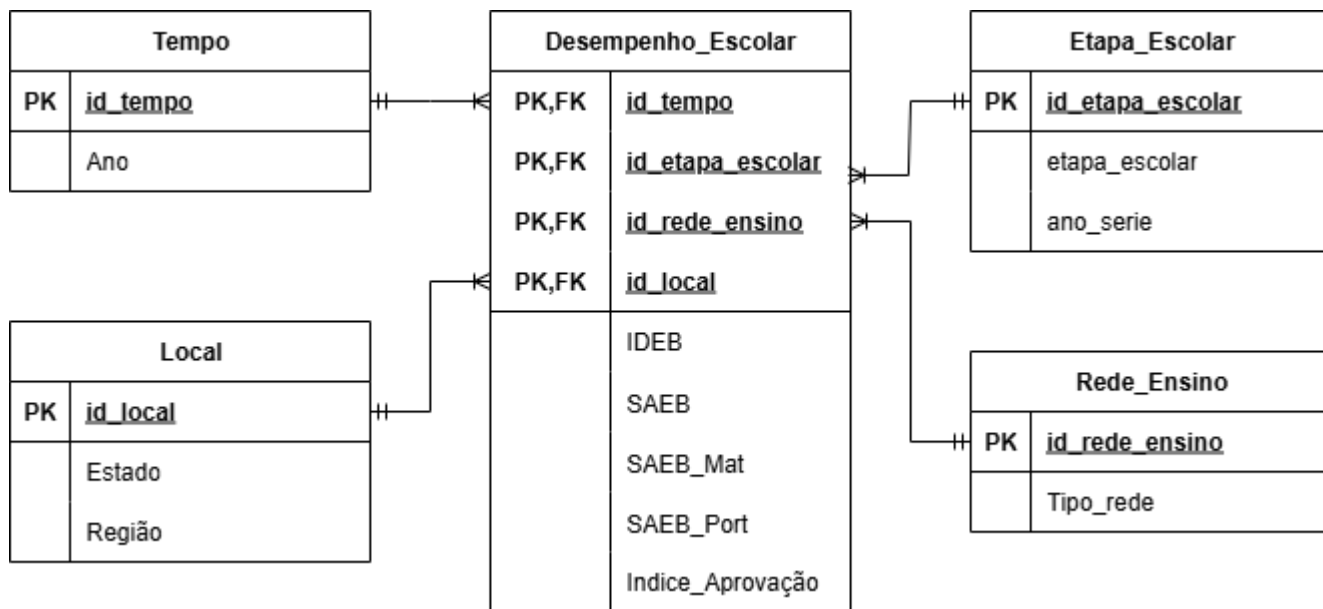 Tempo
PK id_tempo
Ano
Desempenho_Escolar
PK,FK id_tempo
PK,FK id_etapa_escolar
PK,FK id_rede_ensino
PK,FK id_local
IDEB
SAEB
SAEB_Mat
SAEB_Port
Indice_Aprovação
Etapa_Escolar
PK id_etapa_escolar
etapa_escolar
ano_serie
Local
PK id_local
Estado
Região
Rede_Ensino
PK id_rede_ensino
Tipo_rede